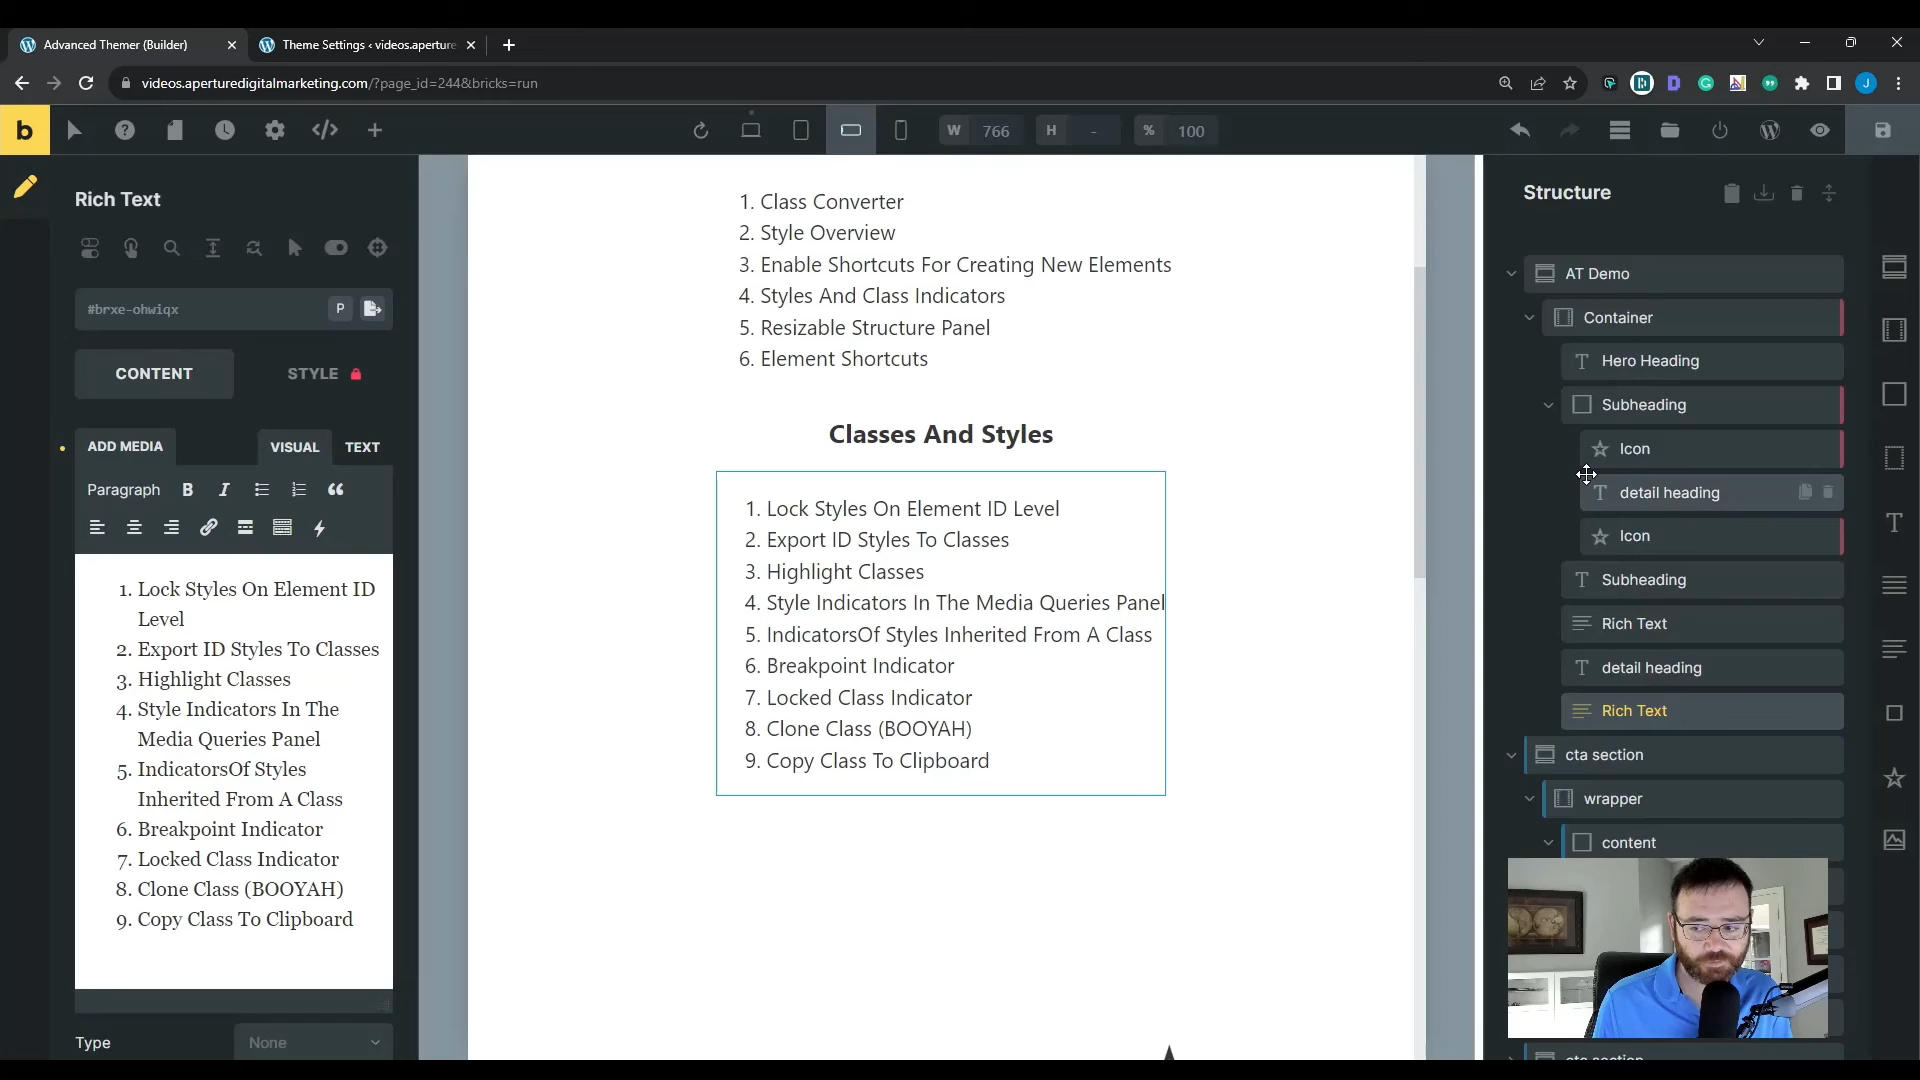 Advanced Themer (Builder)
Theme Settings ‹ videos.aperture
videos.aperturedigitalmarketing.com/?page_id=244&bricks=run
J
b
W 766 H - % 100
Rich Text
#brxe-ohwiqx P
CONTENT STYLE
ADD MEDIA VISUAL TEXT
Paragraph B I
1. Lock Styles On Element ID
Level
2. Export ID Styles To Classes
3. Highlight Classes
4. Style Indicators In The
Media Queries Panel
5. IndicatorsOf Styles
Inherited From A Class
6. Breakpoint Indicator
7. Locked Class Indicator
8. Clone Class (BOOYAH)
9. Copy Class To Clipboard
Type None
1. Class Converter
2. Style Overview
3. Enable Shortcuts For Creating New Elements
4. Styles And Class Indicators
5. Resizable Structure Panel
6. Element Shortcuts
Classes And Styles
1. Lock Styles On Element ID Level
2. Export ID Styles To Classes
3. Highlight Classes
4. Style Indicators In The Media Queries Panel
5. IndicatorsOf Styles Inherited From A Class
6. Breakpoint Indicator
7. Locked Class Indicator
8. Clone Class (BOOYAH)
9. Copy Class To Clipboard
Structure
AT Demo
Container
Hero Heading
Subheading
Icon
detail heading
Icon
Subheading
Rich Text
detail heading
Rich Text
cta section
wrapper
content
cta section